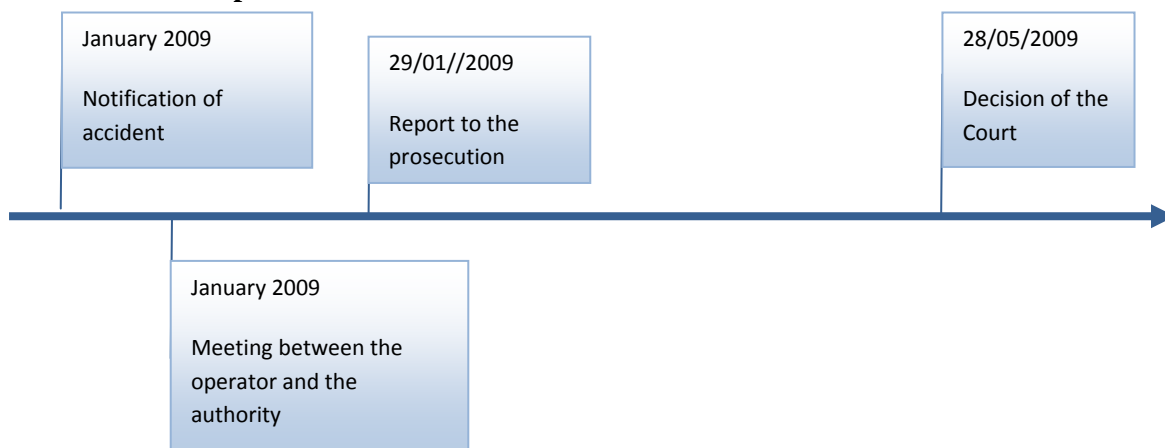 January 2009
Notification of
accident
29/01//2009
Report to the
prosecution
28/05/2009
Decision of the
Court
January 2009
Meeting between the
operator and the
authority